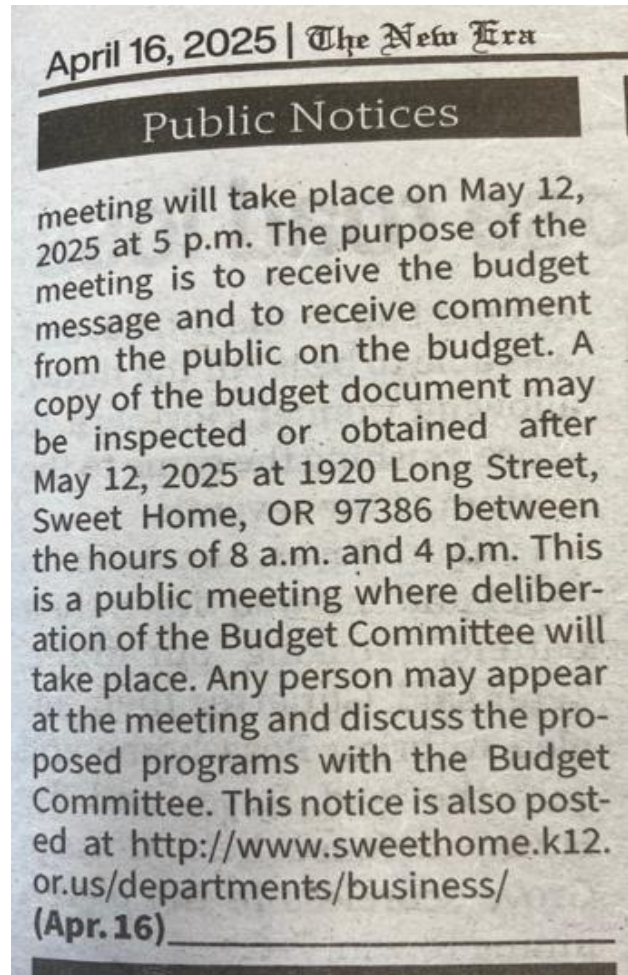 April 16, 2025 | The New Era
Public Notices
meeting will take place on May 12,
2025 at 5 p.m. The purpose of the
meeting is to receive the budget
message and to receive comment
from the public on the budget. A
copy of the budget document may
be inspected or obtained after
May 12, 2025 at 1920 Long Street,
Sweet Home, OR 97386 between
the hours of 8 a.m. and 4 p.m. This
is a public meeting where deliber-
ation of the Budget Committee will
take place. Any person may appear
at the meeting and discuss the pro-
posed programs with the Budget
Committee. This notice is also post-
ed at http://www.sweethome.k12.
or.us/departments/business/
(Apr. 16)